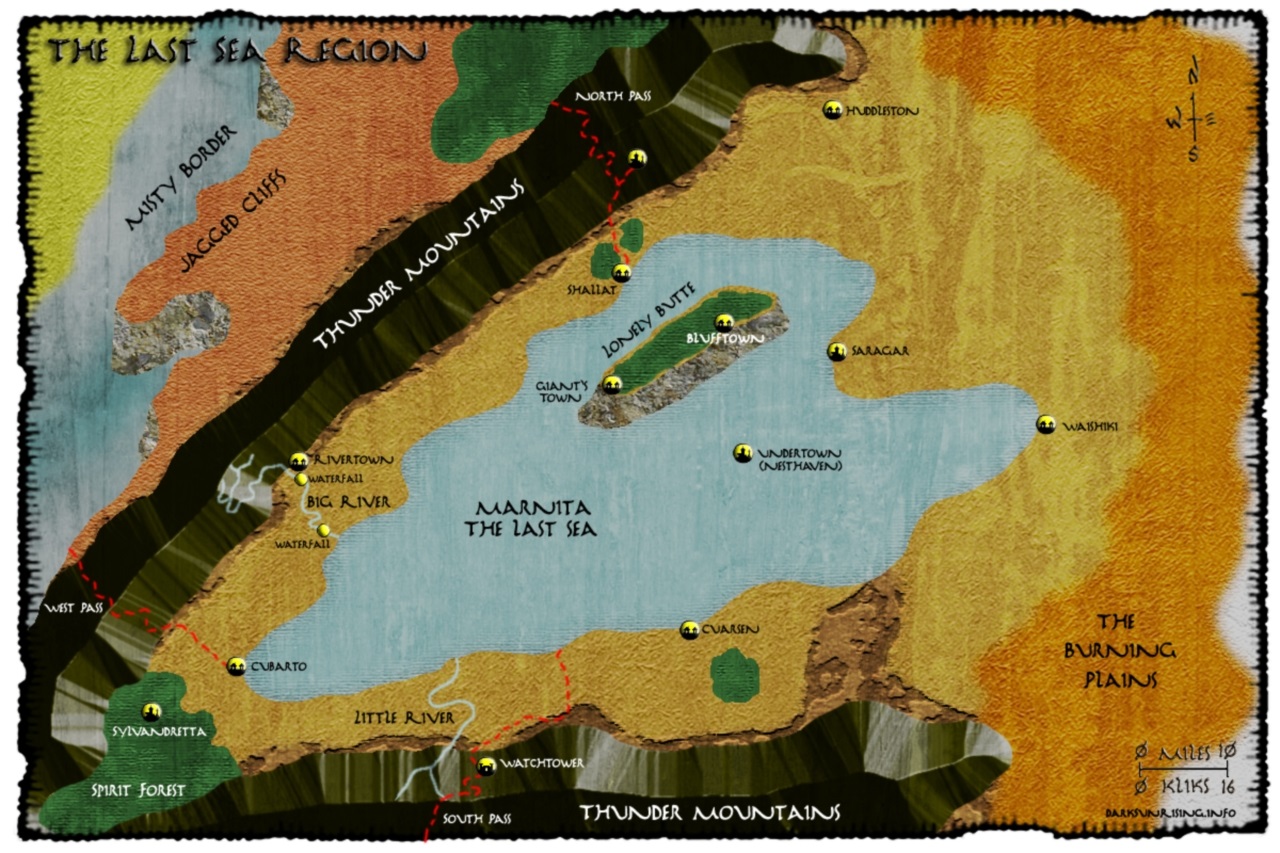 THE LAST SEA REGION
N
W E
S
NORTH PASS
HUDDLESTON
MISTY BORDER
JAGGED CLIFFS
THUNDER MOUNTAINS
SHALLAT
LONELY BUTTE
BLUFFTOWN
SARAGAR
GIANT'S
TOWN
WAISHIKI
UNDERTOWN
(NESTHAVEN)
RIVERTOWN
WATERFALL
BIG RIVER
MARNITA
THE LAST SEA
WATERFALL
WEST PASS
CUARSEN
THE
BURNING
PLAINS
CUBARTO
LITTLE RIVER
SYLVANDRETTA
WATCHTOWER
SPIRIT FOREST
SOUTH PASS
THUNDER MOUNTAINS
0 MILES 10
0 KLIKS 16
DARKSUNRISING.INFO